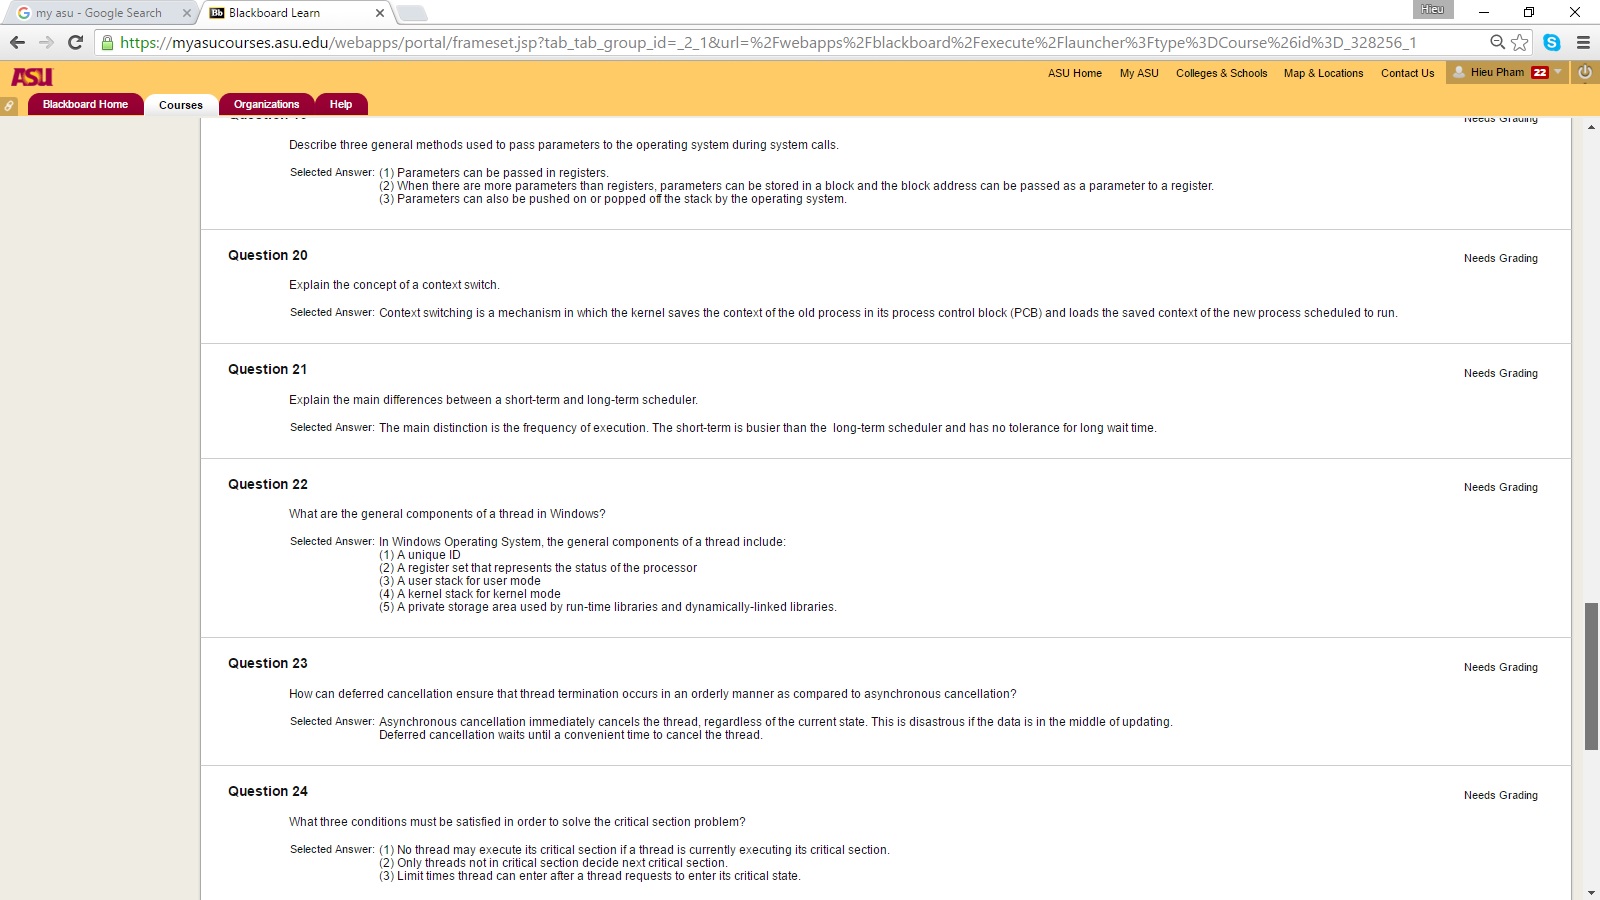 my asu - Google Search
Blackboard Learn
Hieu
https://myasucourses.asu.edu/webapps/portal/frameset.jsp?tab_tab_group_id=_2_1&url=%2Fwebapps%2Fblackboard%2Fexecute%2Flauncher%3Ftype%3DCourse%26id%3D_328256_1
ASU
ASU Home My ASU Colleges & Schools Map & Locations Contact Us Hieu Pham 22
Blackboard Home Courses Organizations Help
Needs Grading
Describe three general methods used to pass parameters to the operating system during system calls.
Selected Answer: (1) Parameters can be passed in registers.
(2) When there are more parameters than registers, parameters can be stored in a block and the block address can be passed as a parameter to a register.
(3) Parameters can also be pushed on or popped off the stack by the operating system.
Question 20
Needs Grading
Explain the concept of a context switch.
Selected Answer: Context switching is a mechanism in which the kernel saves the context of the old process in its process control block (PCB) and loads the saved context of the new process scheduled to run.
Question 21
Needs Grading
Explain the main differences between a short-term and long-term scheduler.
Selected Answer: The main distinction is the frequency of execution. The short-term is busier than the long-term scheduler and has no tolerance for long wait time.
Question 22
Needs Grading
What are the general components of a thread in Windows?
Selected Answer: In Windows Operating System, the general components of a thread include:
(1) A unique ID
(2) A register set that represents the status of the processor
(3) A user stack for user mode
(4) A kernel stack for kernel mode
(5) A private storage area used by run-time libraries and dynamically-linked libraries.
Question 23
Needs Grading
How can deferred cancellation ensure that thread termination occurs in an orderly manner as compared to asynchronous cancellation?
Selected Answer: Asynchronous cancellation immediately cancels the thread, regardless of the current state. This is disastrous if the data is in the middle of updating.
Deferred cancellation waits until a convenient time to cancel the thread.
Question 24
Needs Grading
What three conditions must be satisfied in order to solve the critical section problem?
Selected Answer: (1) No thread may execute its critical section if a thread is currently executing its critical section.
(2) Only threads not in critical section decide next critical section.
(3) Limit times thread can enter after a thread requests to enter its critical state.